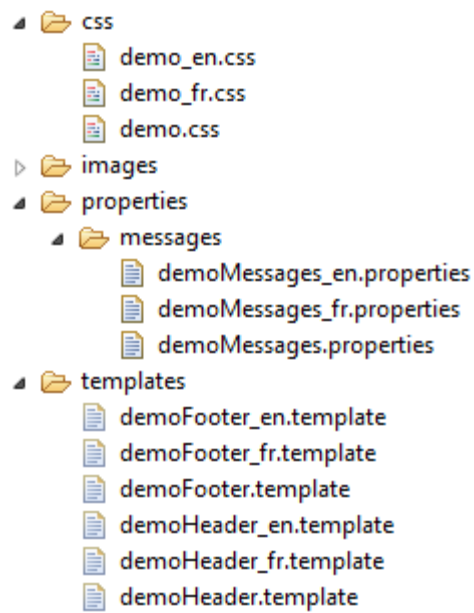 css
demo_en.css
demo_fr.css
demo.css
images
properties
messages
demoMessages_en.properties
demoMessages_fr.properties
demoMessages.properties
templates
demoFooter_en.template
demoFooter_fr.template
demoFooter.template
demoHeader_en.template
demoHeader_fr.template
demoHeader.template